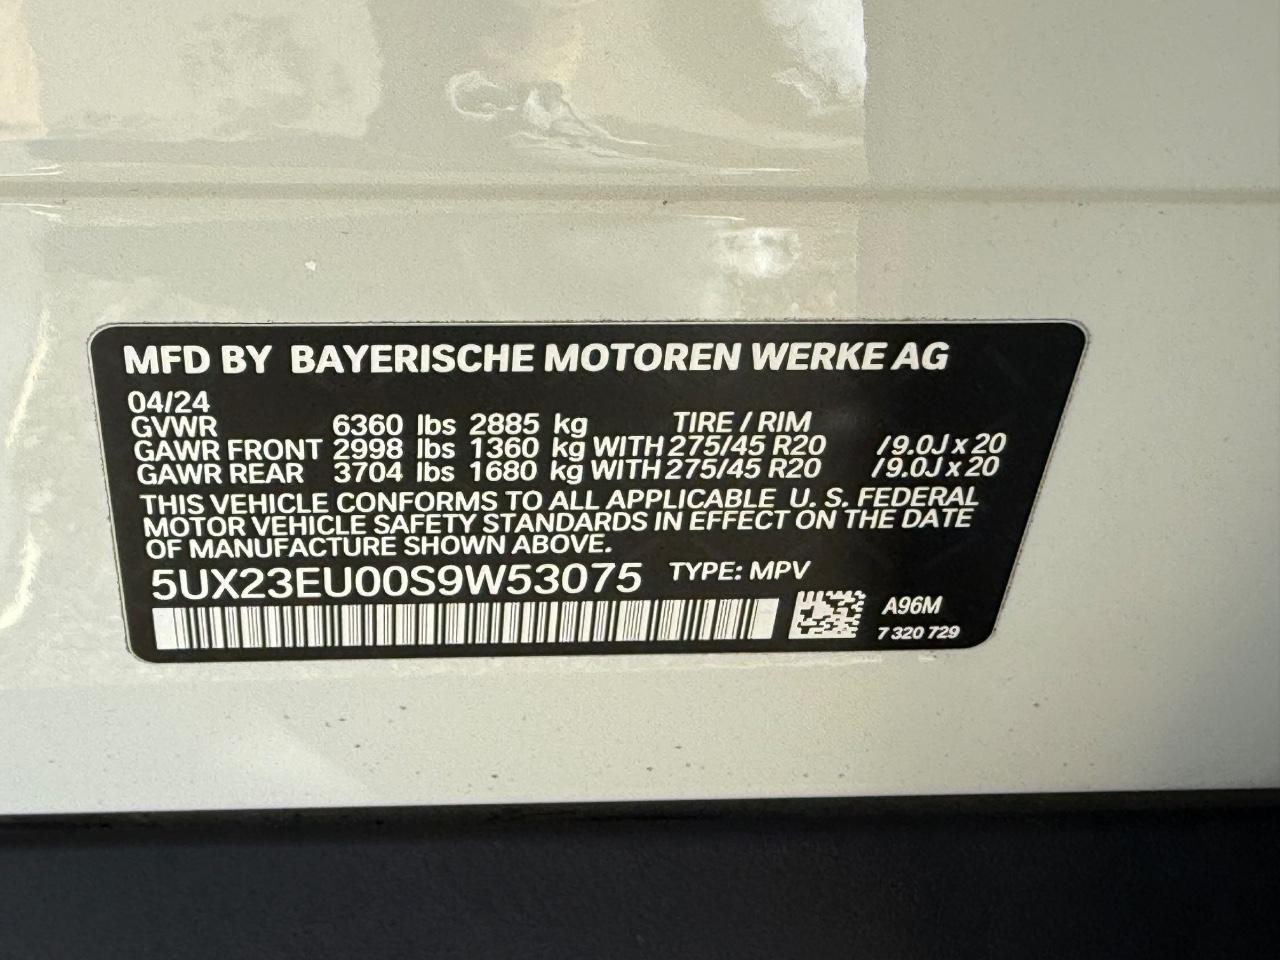 MFD BY BAYERISCHE MOTOREN WERKE AG
04/24
GVWR 6360 lbs 2885 kg TIRE / RIM
GAWR FRONT 2998 lbs 1360 kg WITH 275/45 R20 /9.0J x 20
GAWR REAR 3704 lbs 1680 kg WITH 275/45 R20 /9.0J x 20
THIS VEHICLE CONFORMS TO ALL APPLICABLE U. S. FEDERAL
MOTOR VEHICLE SAFETY STANDARDS IN EFFECT ON THE DATE
OF MANUFACTURE SHOWN ABOVE.
5UX23EU00S9W53075 TYPE: MPV
A96M
7 320 729